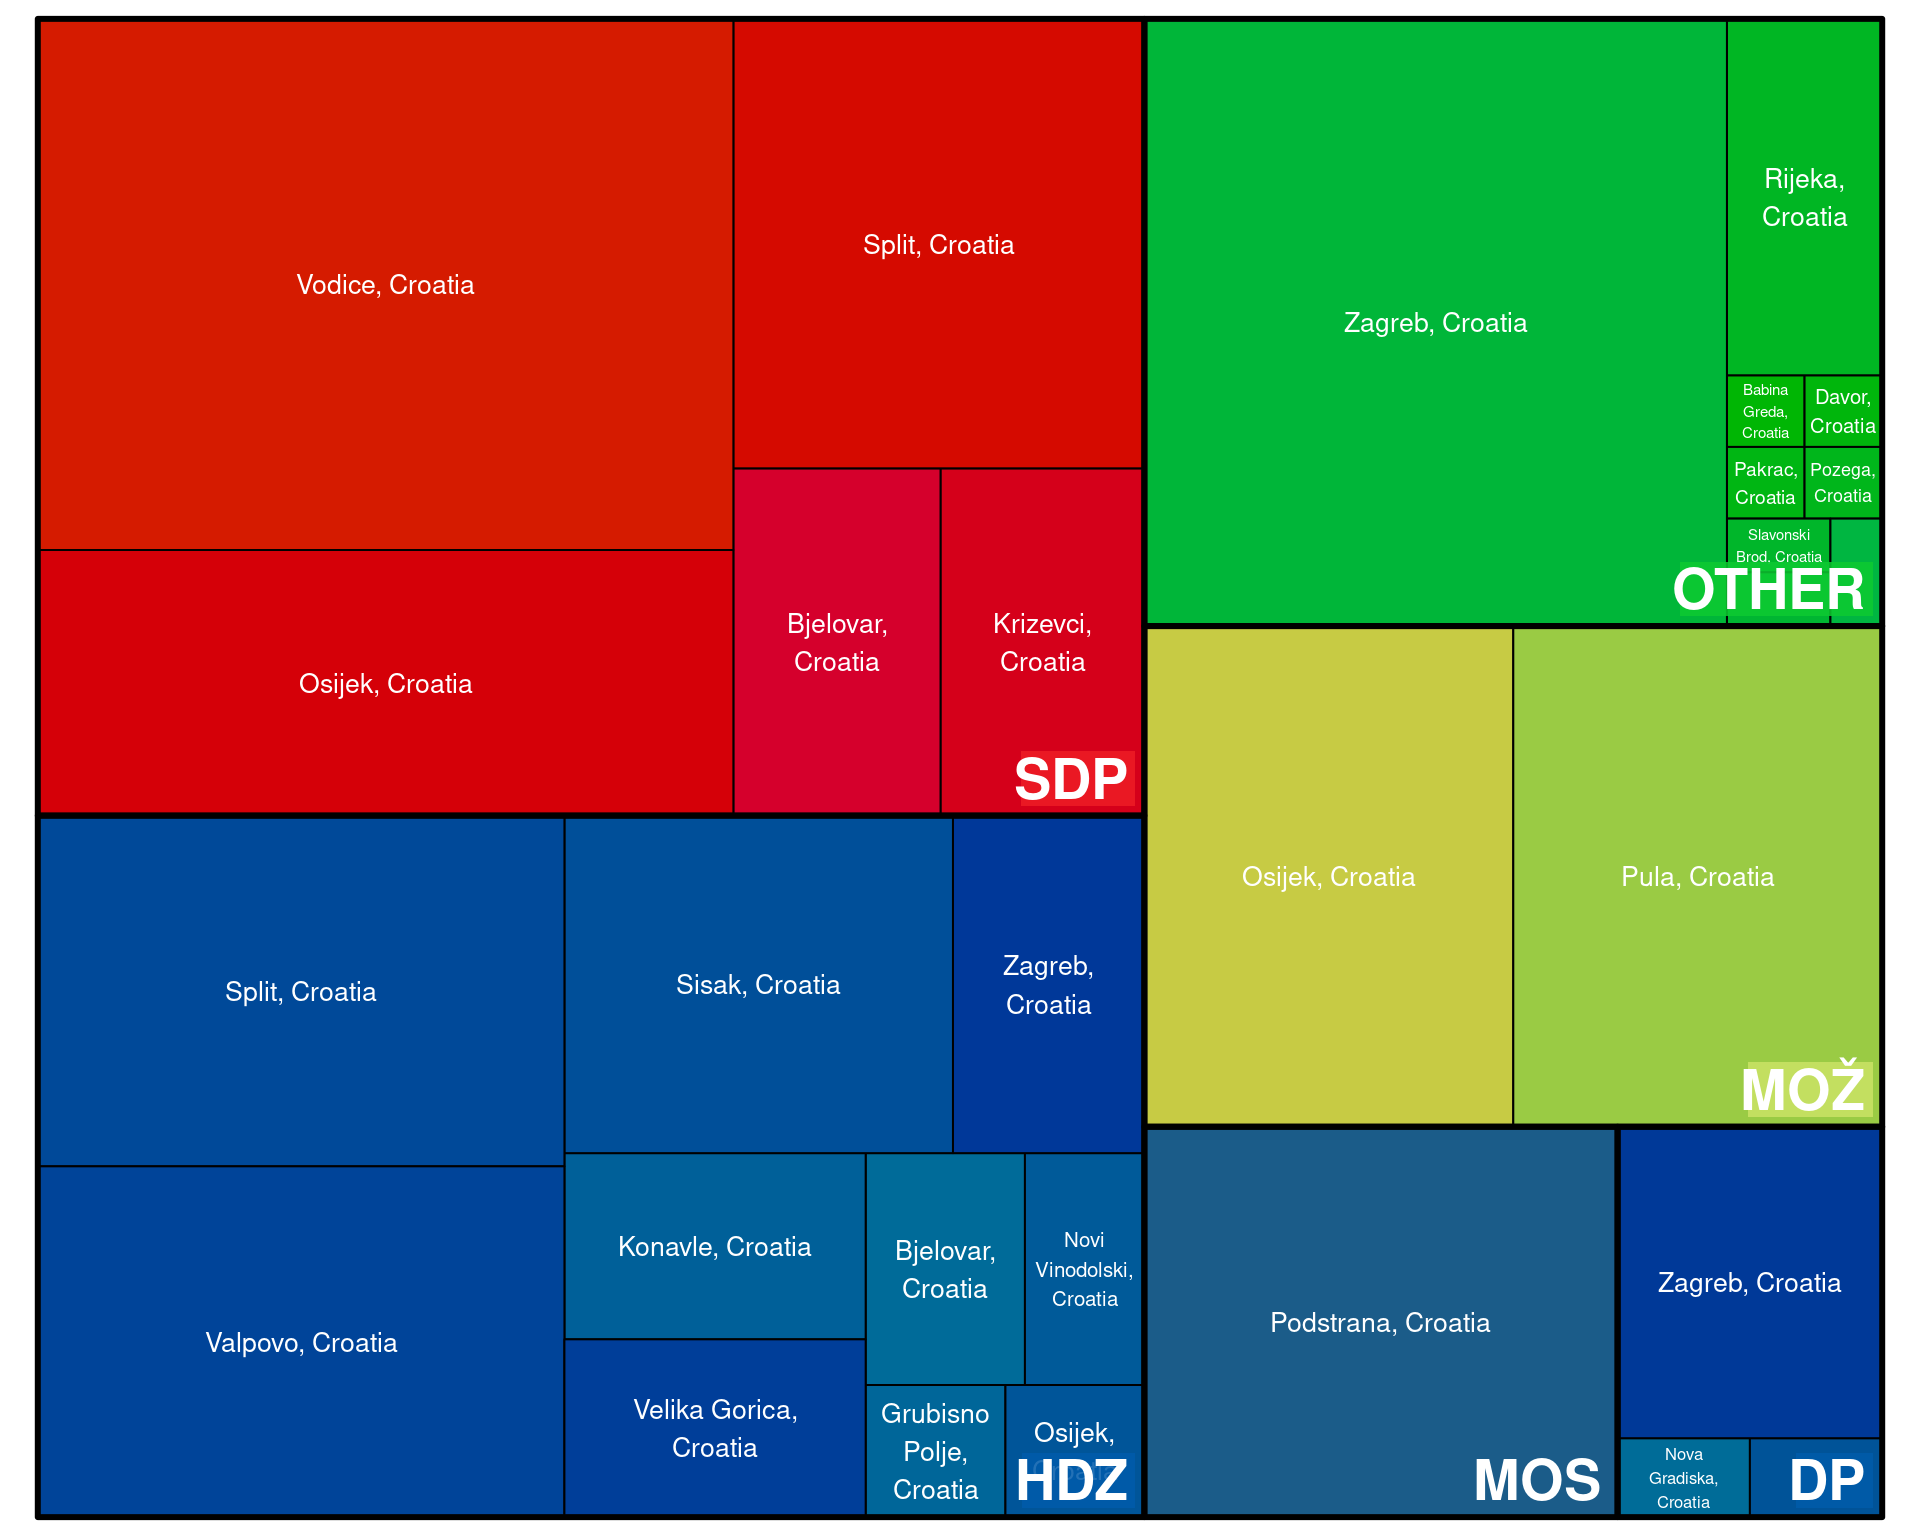 Vodice, Croatia
Split, Croatia
Osijek, Croatia
Bjelovar,
Croatia
Krizevci,
Croatia
SDP
Zagreb, Croatia
Rijeka,
Croatia
Babina
Greda,
Croatia
Davor,
Croatia
Pakrac,
Croatia
Pozega,
Croatia
Slavonski
Brod, Croatia
OTHER
Split, Croatia
Sisak, Croatia
Zagreb,
Croatia
Valpovo, Croatia
Konavle, Croatia
Velika Gorica,
Croatia
Bjelovar,
Croatia
Novi
Vinodolski,
Croatia
Grubisno
Polje,
Croatia
Osijek,
Croatia
HDZ
Osijek, Croatia
Pula, Croatia
MOŽ
Podstrana, Croatia
MOS
Zagreb, Croatia
Nova
Gradiska,
Croatia
DP